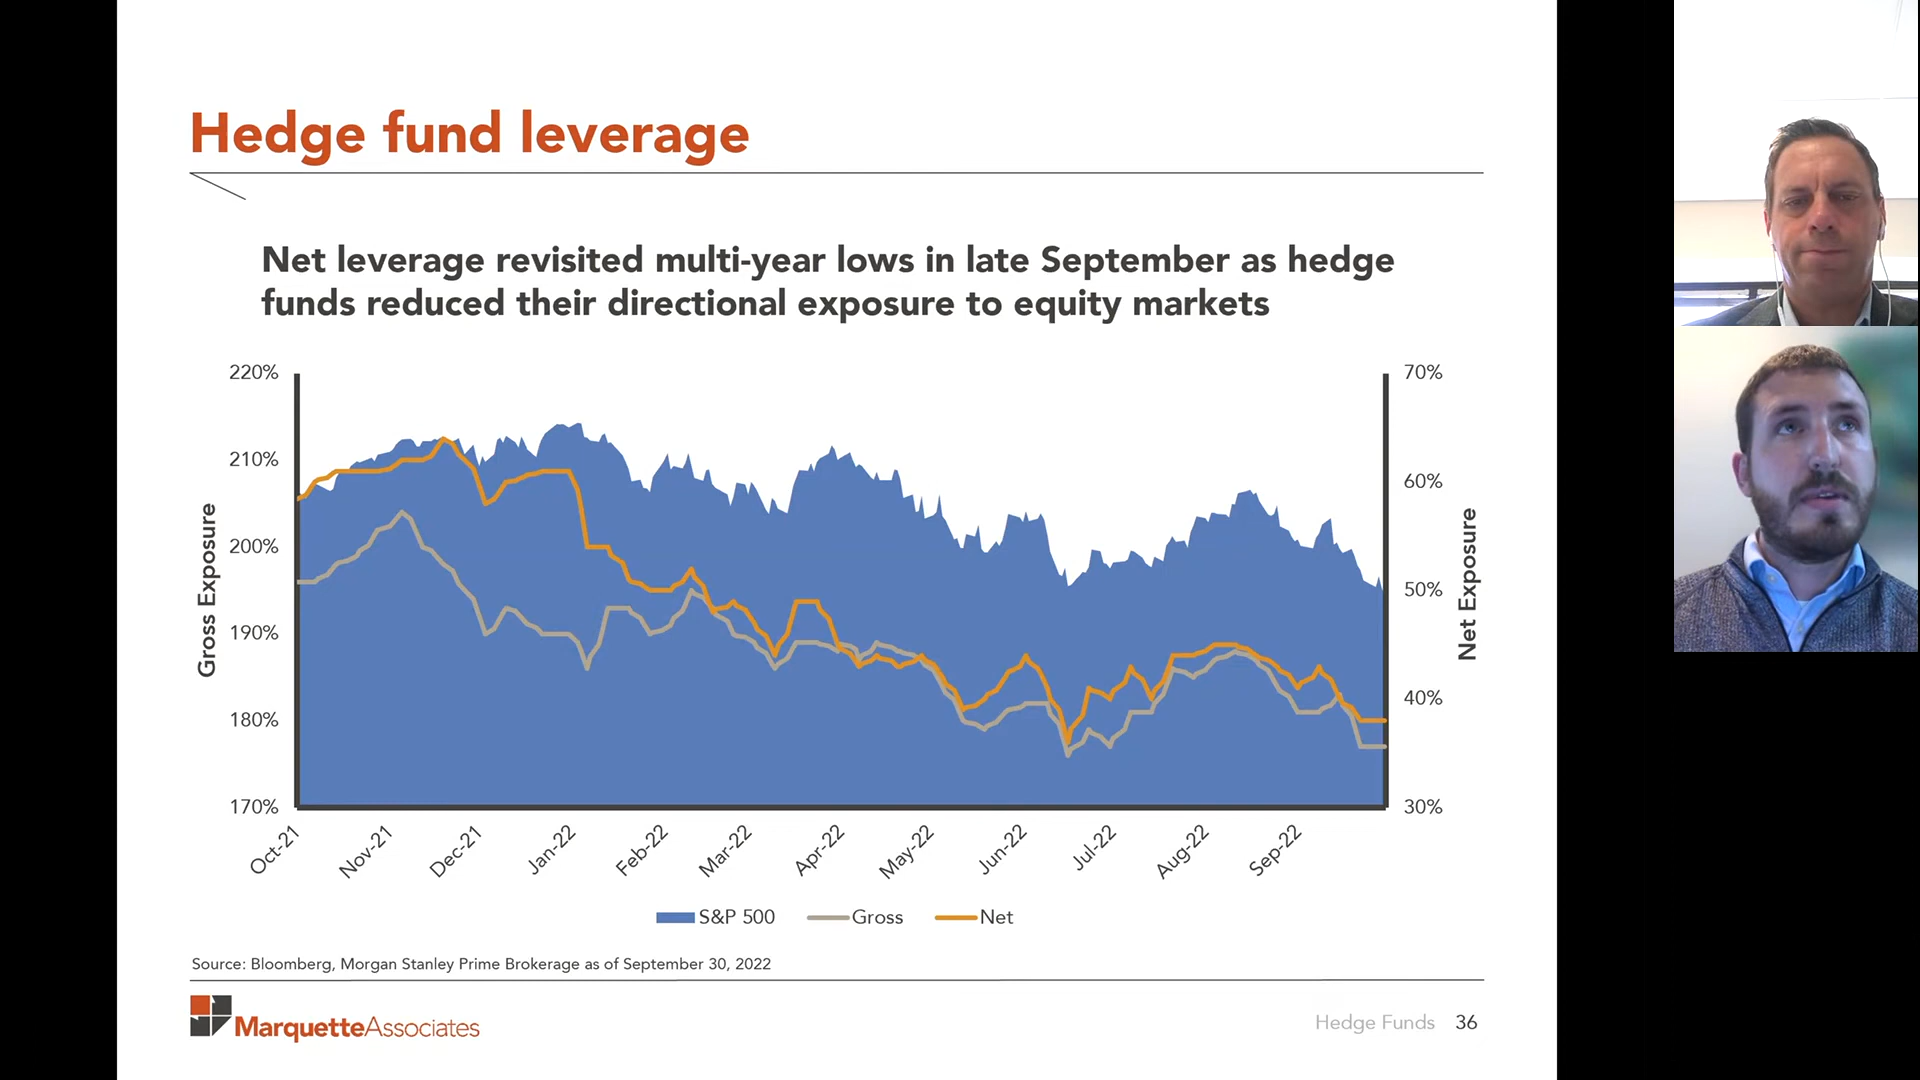 Hedge fund leverage
Net leverage revisited multi-year lows in late September as hedge
funds reduced their directional exposure to equity markets
220%
210%
200%
190%
180%
170%
Gross Exposure
70%
60%
50%
40%
30%
Net Exposure
Oct-21
Nov-21
Dec-21
Jan-22
Feb-22
Mar-22
Apr-22
May-22
Jun-22
Jul-22
Aug-22
Sep-22
S&P 500
Gross
Net
Source: Bloomberg, Morgan Stanley Prime Brokerage as of September 30, 2022
MarquetteAssociates
Hedge Funds 36